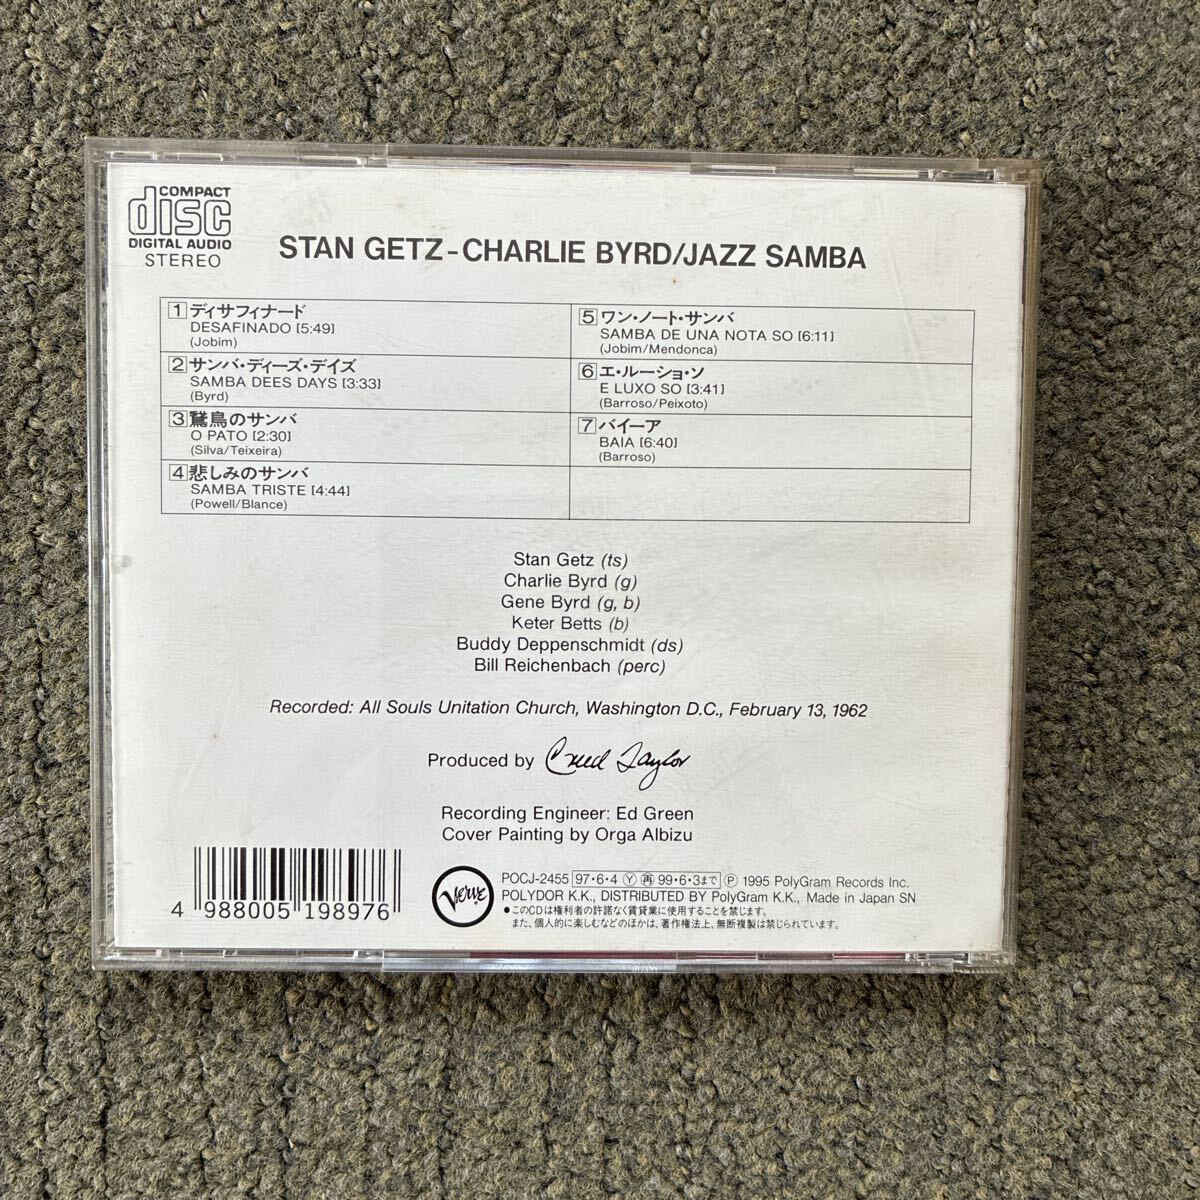 COMPACT
disc
DIGITAL AUDIO
STEREO
STAN GETZ-CHARLIE BYRD/JAZZ SAMBA
1 ディサフィナード
DESAFINADO [5:49]
(Jobim)
2 サンバ・ディーズ・デイズ
SAMBA DEES DAYS [3:33]
(Byrd)
3 鵞鳥のサンバ
O PATO [2:30]
(Silva/Teixeira)
4 悲しみのサンバ
SAMBA TRISTE [4:44]
(Powell/Blance)
5 ワン・ノート・サンバ
SAMBA DE UNA NOTA SO [6:11]
(Jobim/Mendonca)
6 エ・ルーショ・ソ
E LUXO SO [3:41]
(Barroso/Peixoto)
7 バイーア
BAIA [6:40]
(Barroso)
Stan Getz (ts)
Charlie Byrd (g)
Gene Byrd (g, b)
Keter Betts (b)
Buddy Deppenschmidt (ds)
Bill Reichenbach (perc)
Recorded: All Souls Unitation Church, Washington D.C., February 13, 1962
Produced by Creed Taylor
Recording Engineer: Ed Green
Cover Painting by Orga Albizu
4 988005 198976
VERVE
POCJ-2455 97・6・4 Ⓨ ㊢ 99・6・3まで Ⓟ 1995 PolyGram Records Inc.
POLYDOR K.K., DISTRIBUTED BY PolyGram K.K., Made in Japan SN
●このCDは権利者の許諾なく賃貸業に使用することを禁じます。
また、個人的に楽しむなどのほかは、著作権法上、無断複製は禁じられています。